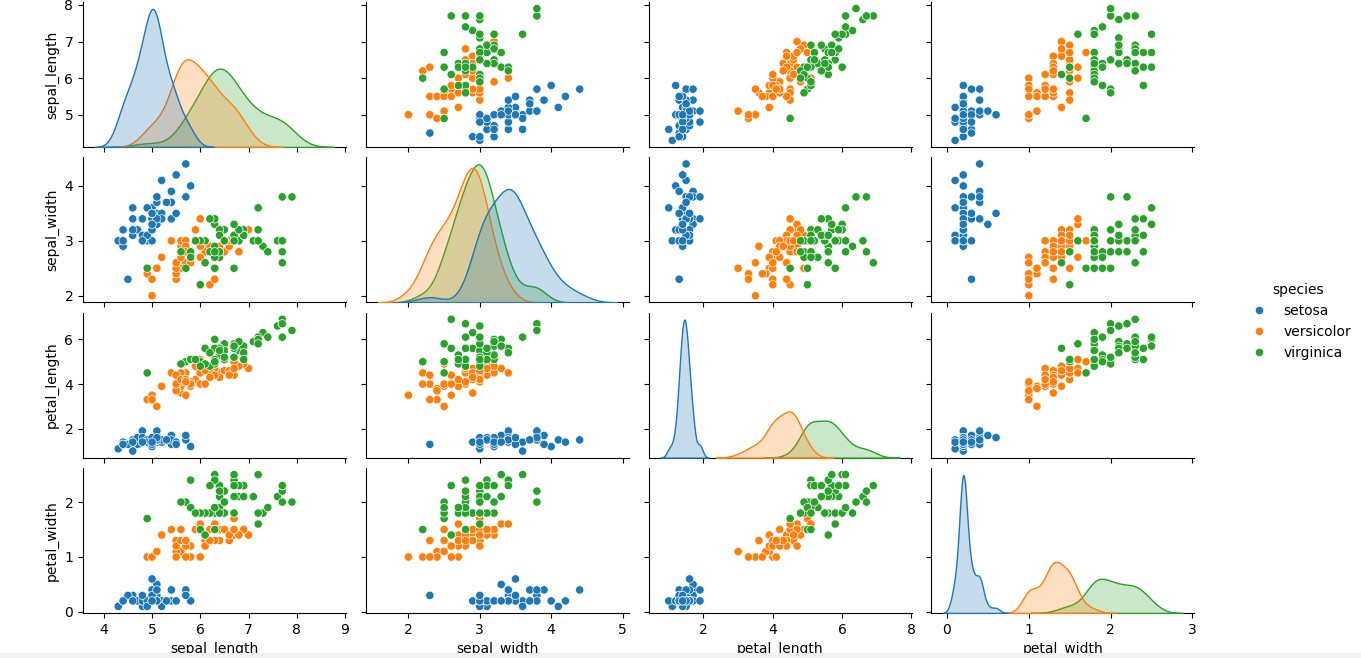 8
7
6
5
sepal_length
4
3
2
sepal_width
6
4
2
petal_length
2
1
0
petal_width
4 5 6 7 8 9
sepal_length
2 3 4 5
sepal_width
2 4 6 8
petal_length
0 1 2 3
petal_width
species
setosa
versicolor
virginica